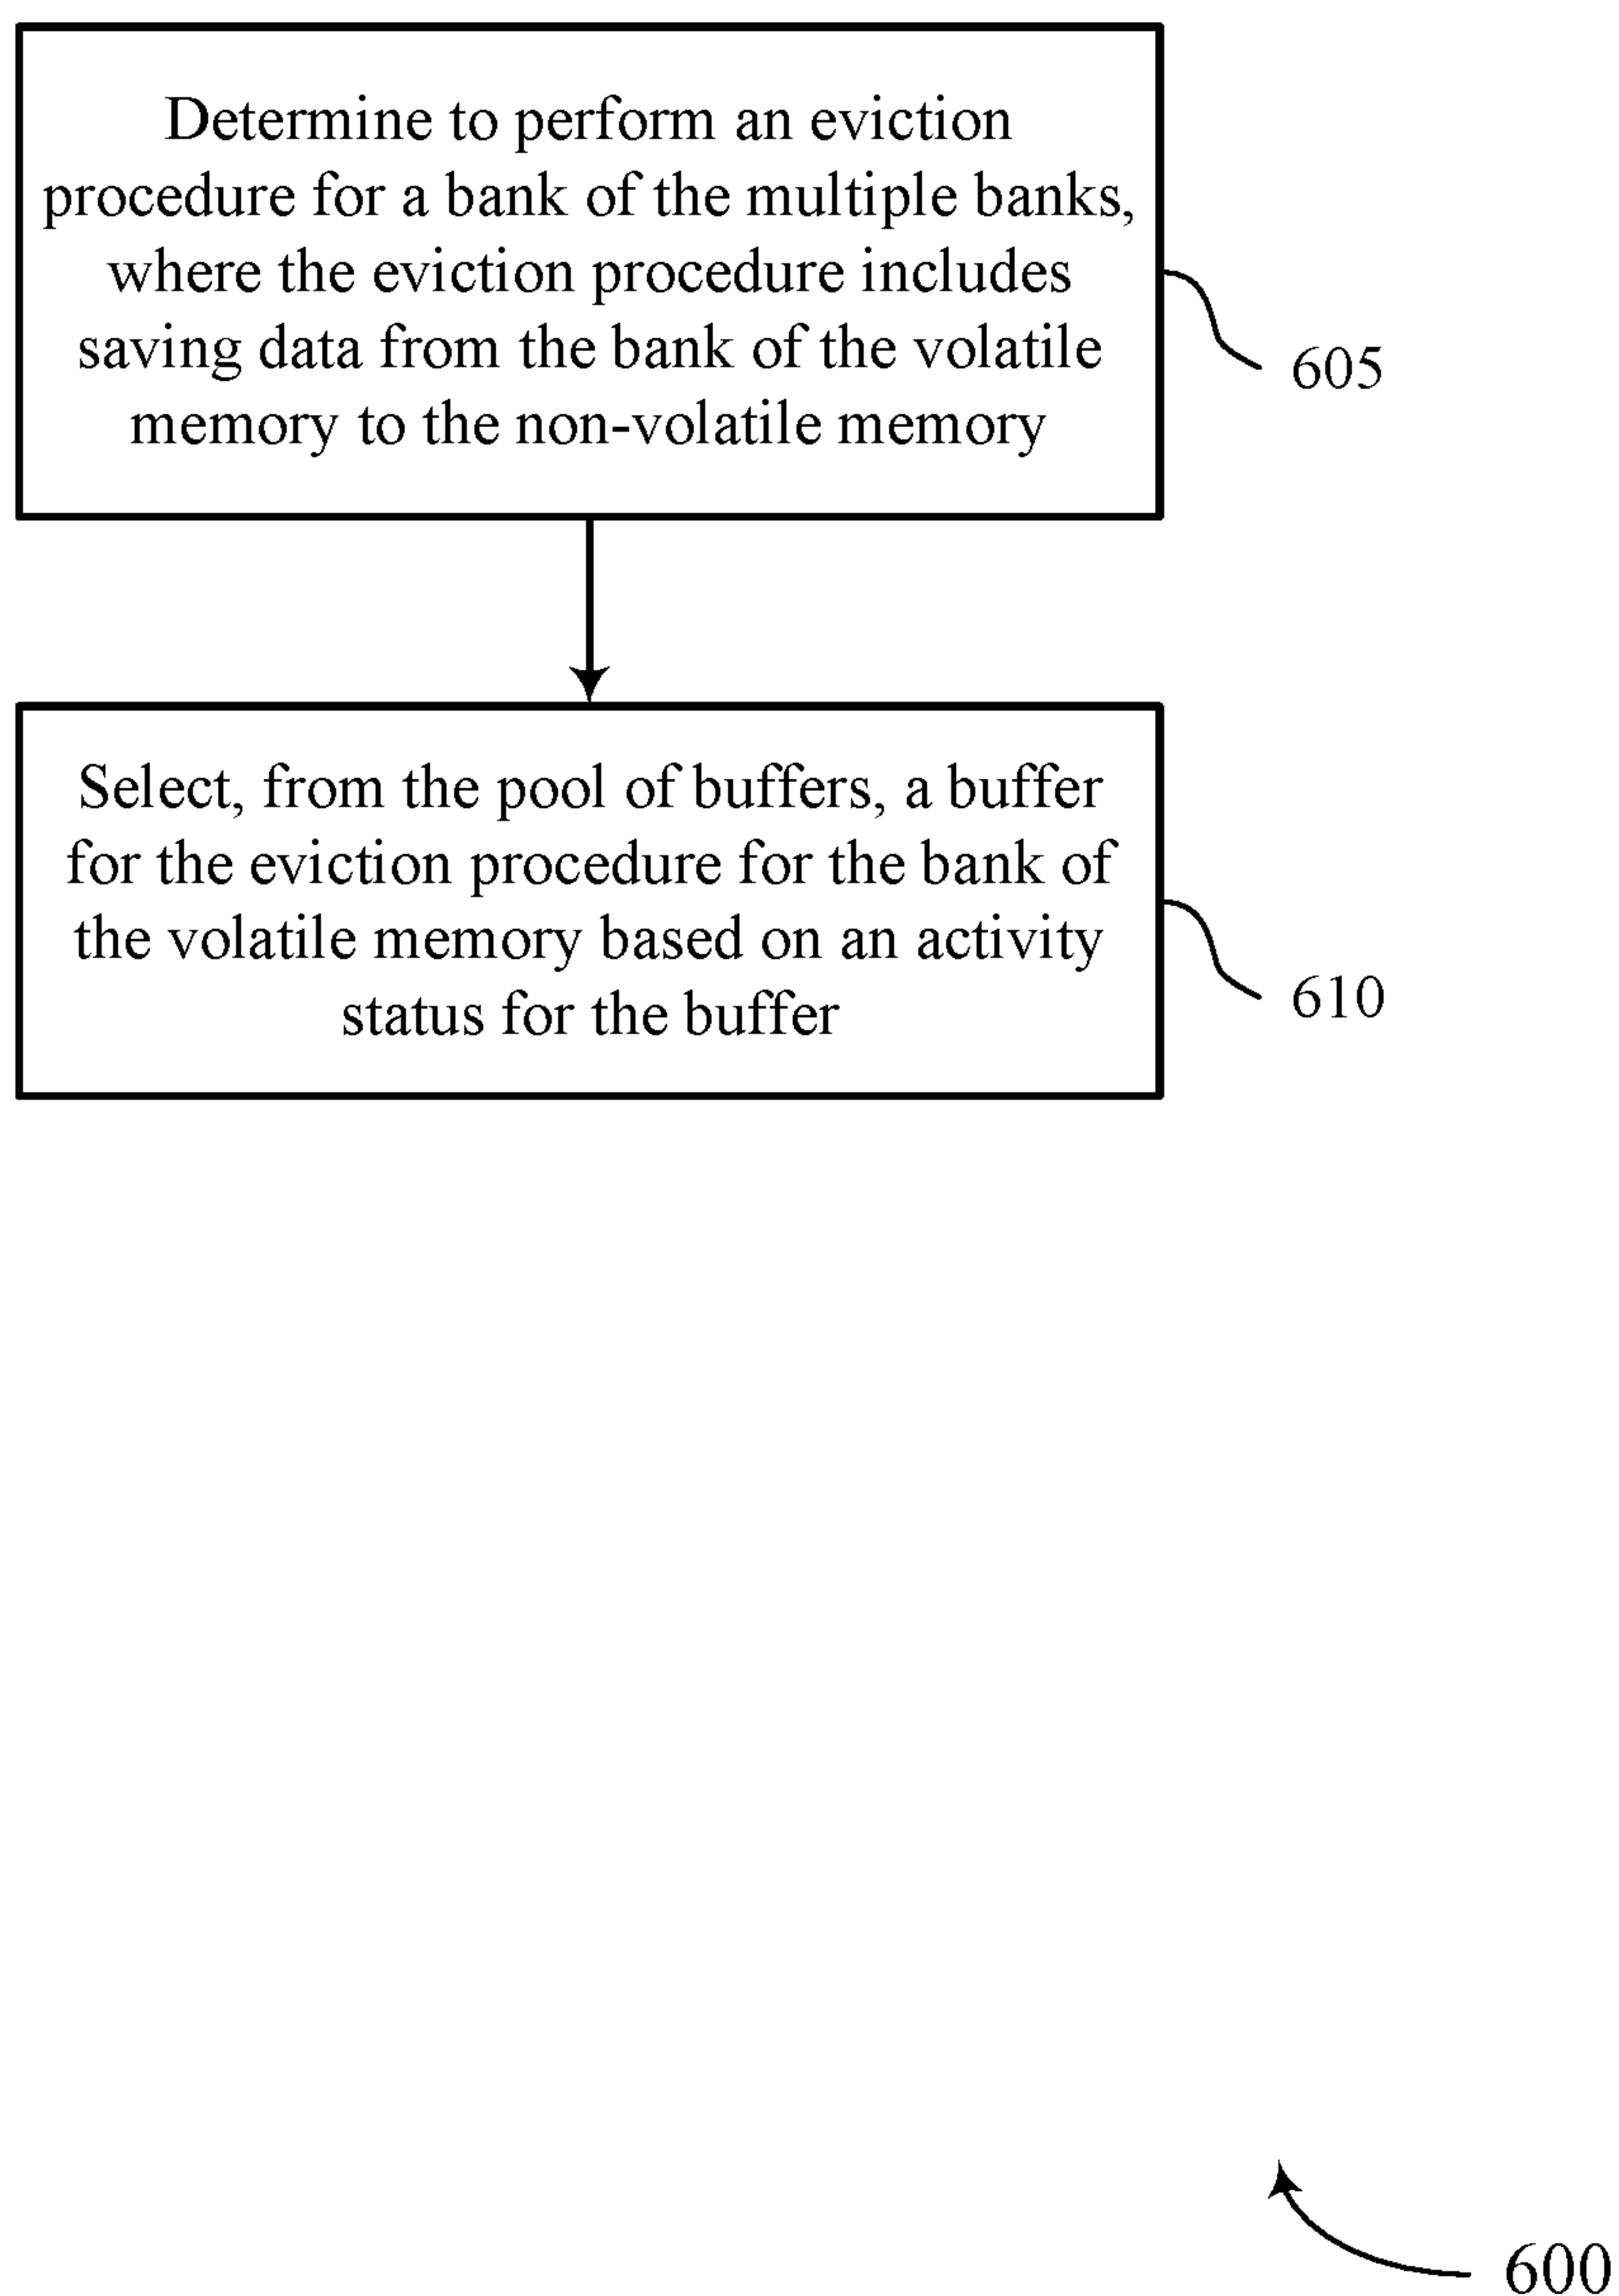 Determine to perform an eviction
procedure for a bank of the multiple banks,
where the eviction procedure includes
saving data from the bank of the volatile
memory to the non-volatile memory
605
Select, from the pool of buffers, a buffer
for the eviction procedure for the bank of
the volatile memory based on an activity
status for the buffer
610
600